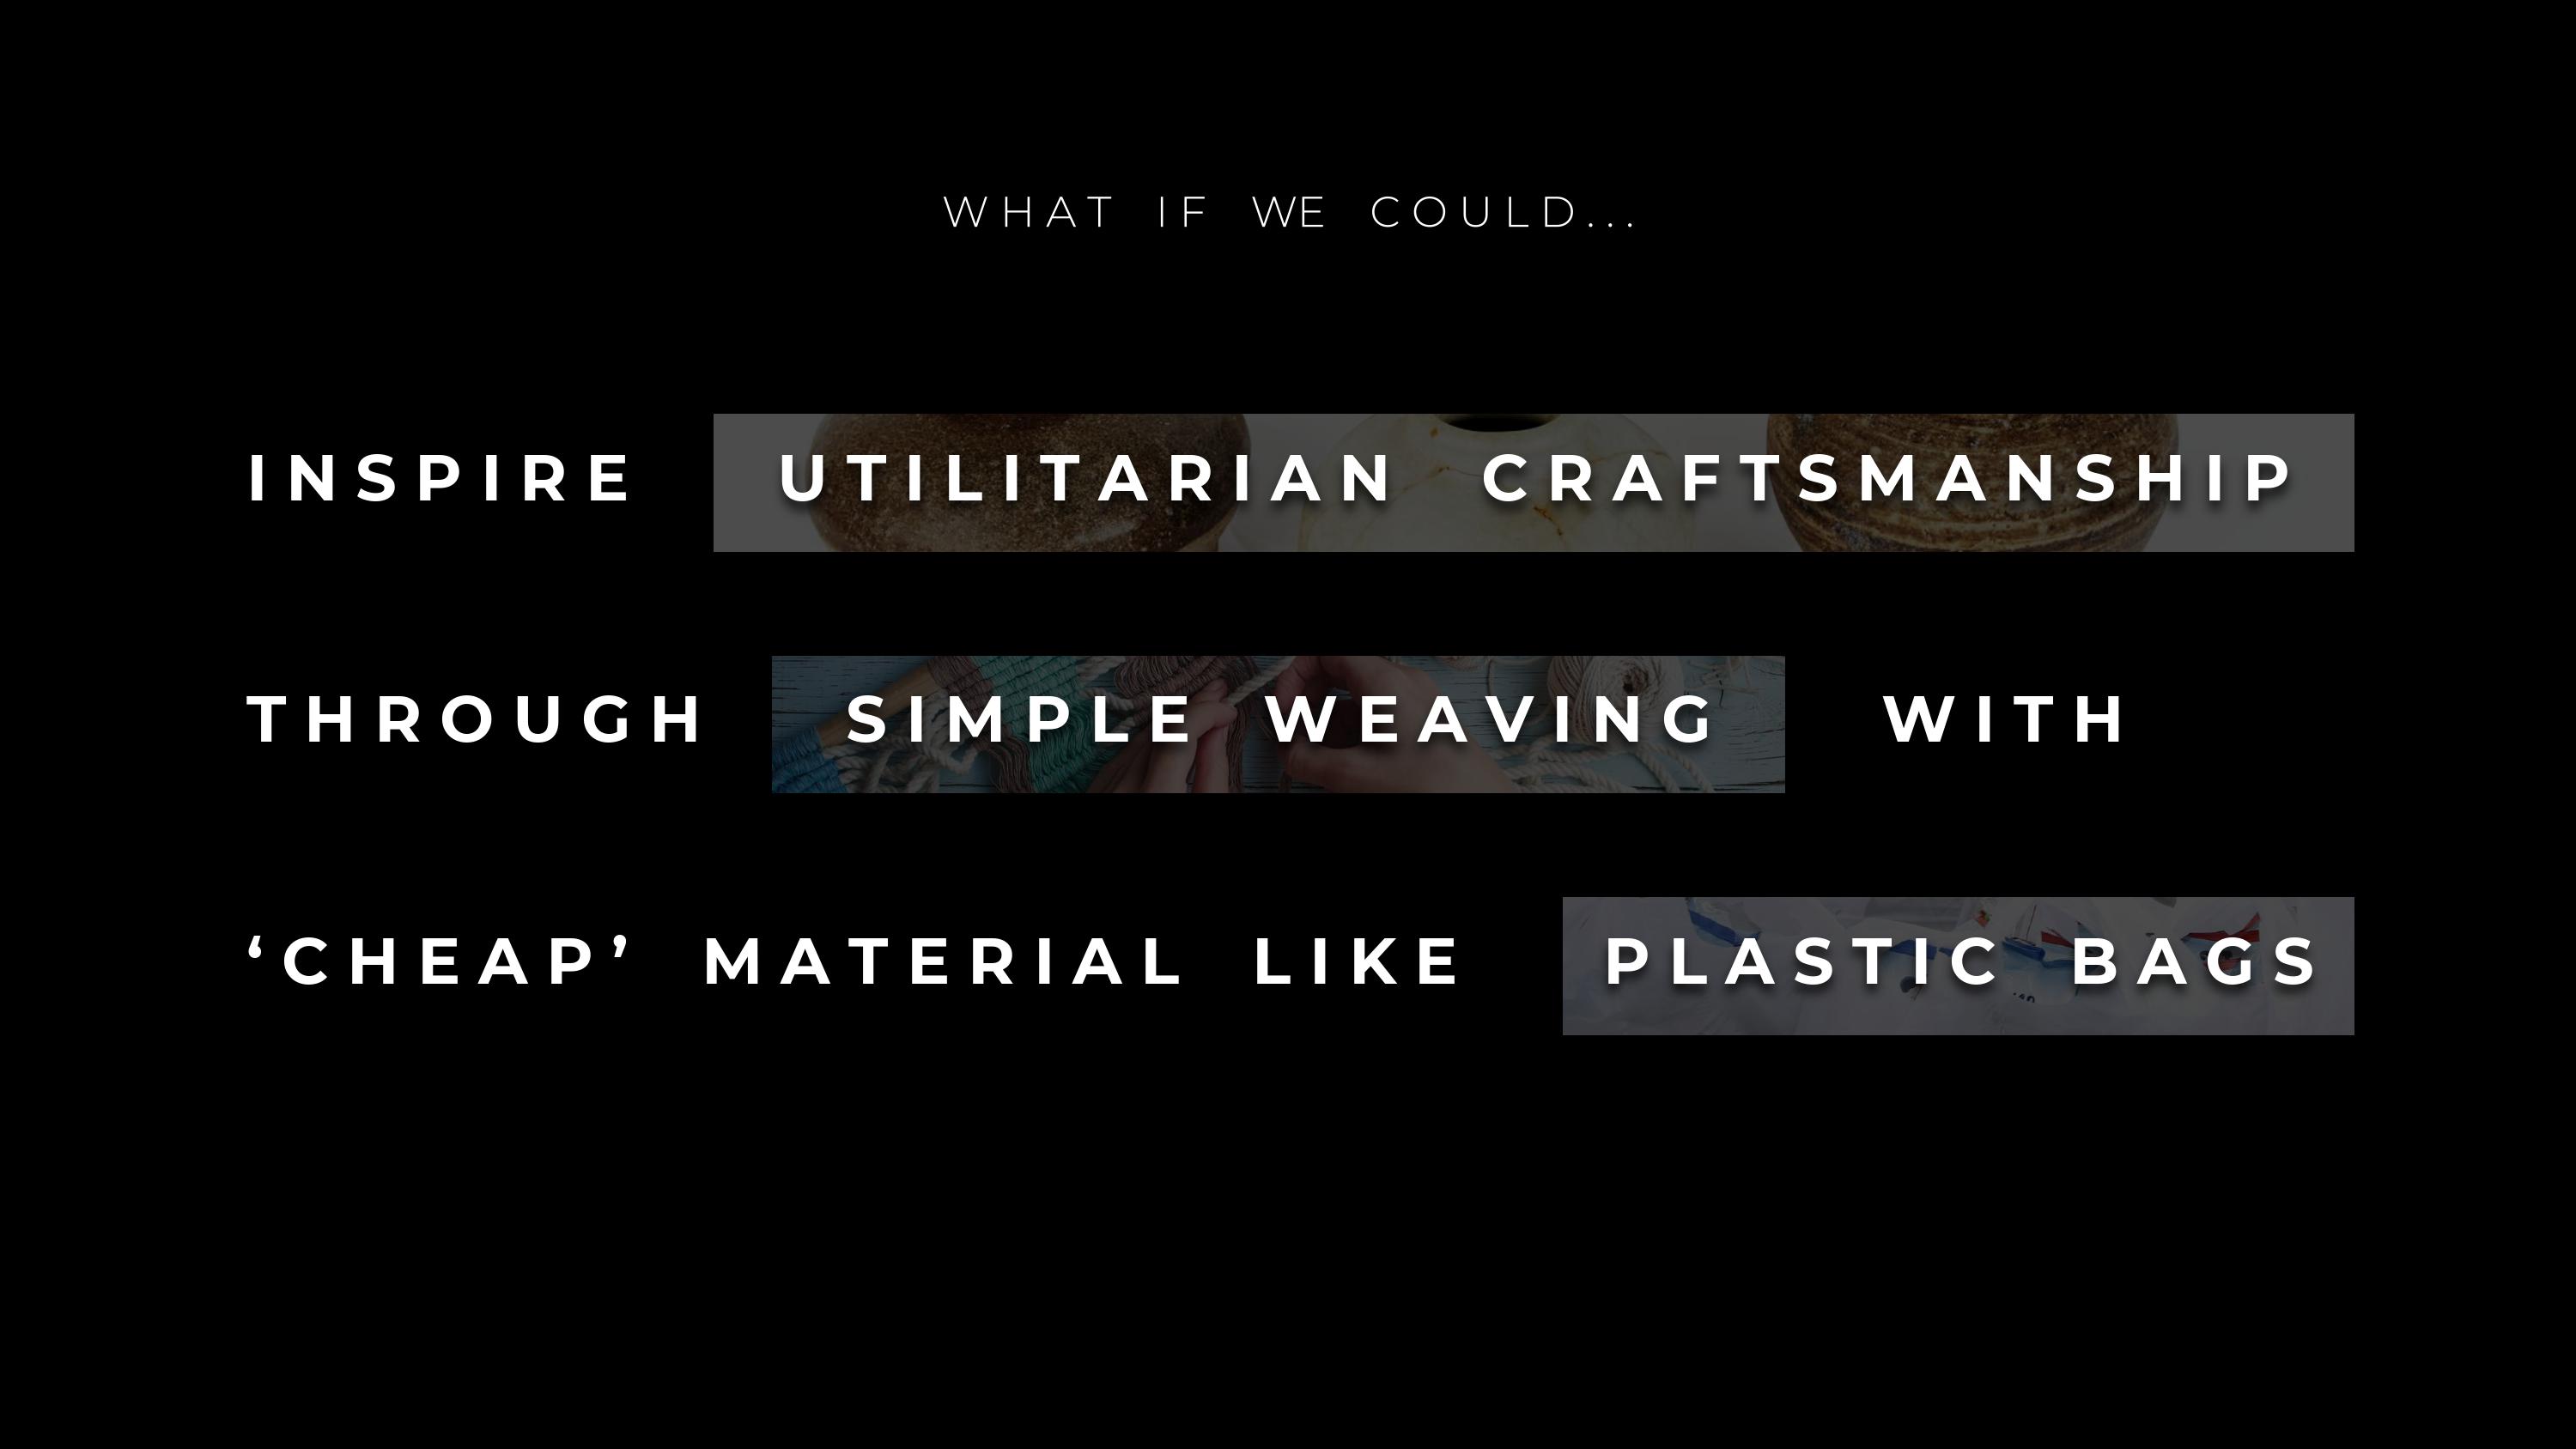 WHAT IF WE COULD...
INSPIRE UTILITARIAN CRAFTSMANSHIP
THROUGH SIMPLE WEAVING WITH
‘CHEAP’ MATERIAL LIKE PLASTIC BAGS